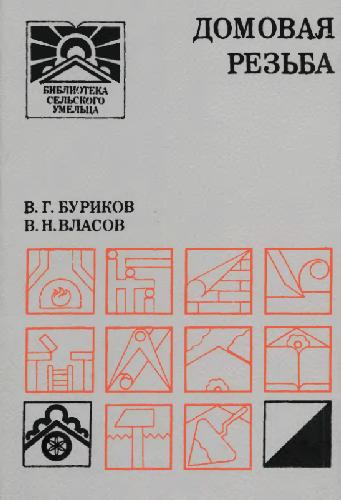 ДОМОВАЯ
РЕЗЬБА
БИБЛИОТЕКА
СЕЛЬСКОГО
УМЕЛЬЦА
В. Г. БУРИКОВ
В. Н. ВЛАСОВ